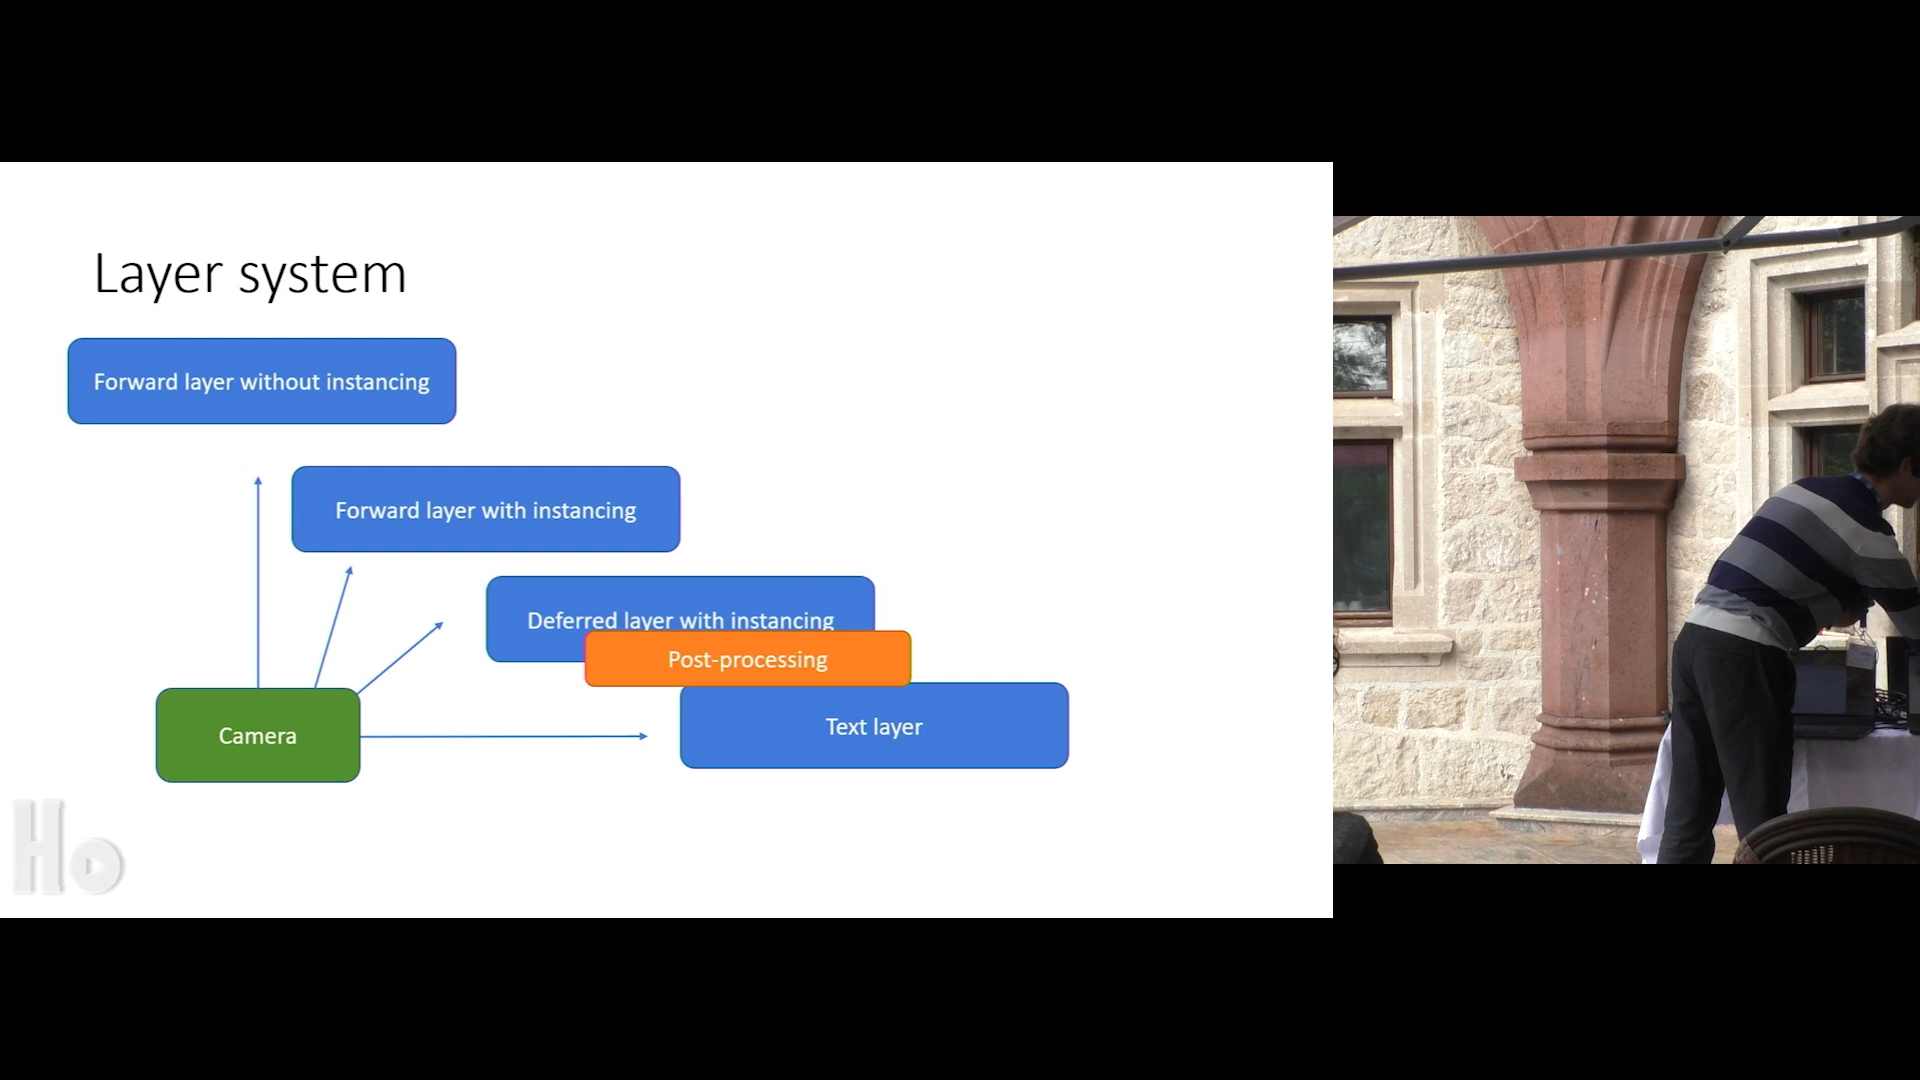 Layer system
Forward layer without instancing
Forward layer with instancing
Deferred layer with instancing
Post-processing
Text layer
Camera
Ho